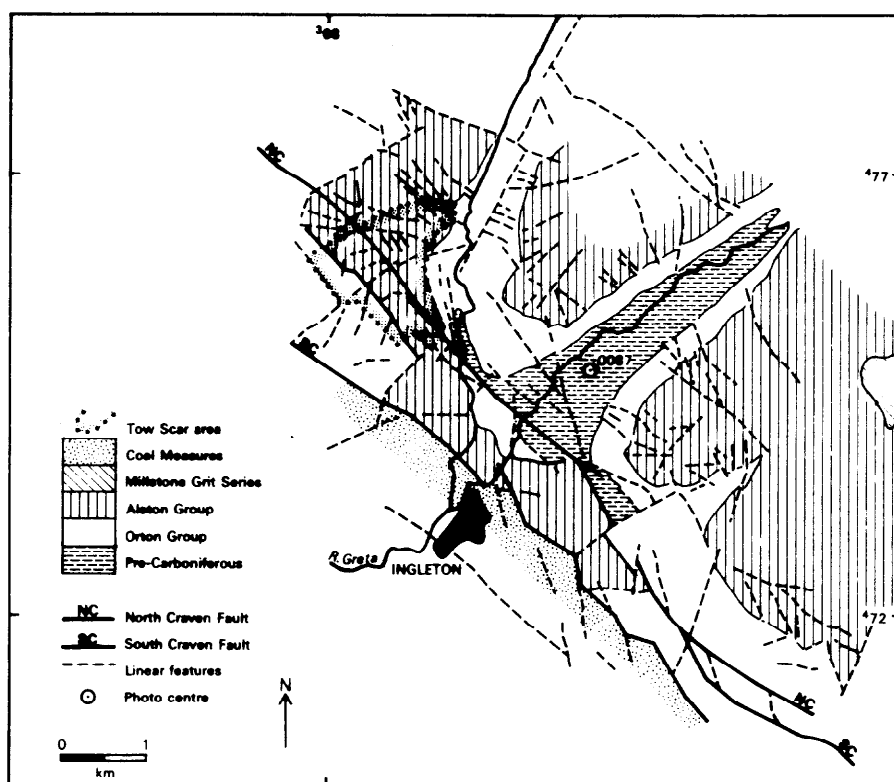 ³68
NC
⁴77
SC
0087
Tow Scar area
Coal Measures
Millstone Grit Series
Alston Group
Orton Group
Pre-Carboniferous
R. Greta
INGLETON
NC North Craven Fault
SC South Craven Fault
⁴72
Linear features
Photo centre
N
NC
SC
0 1
km